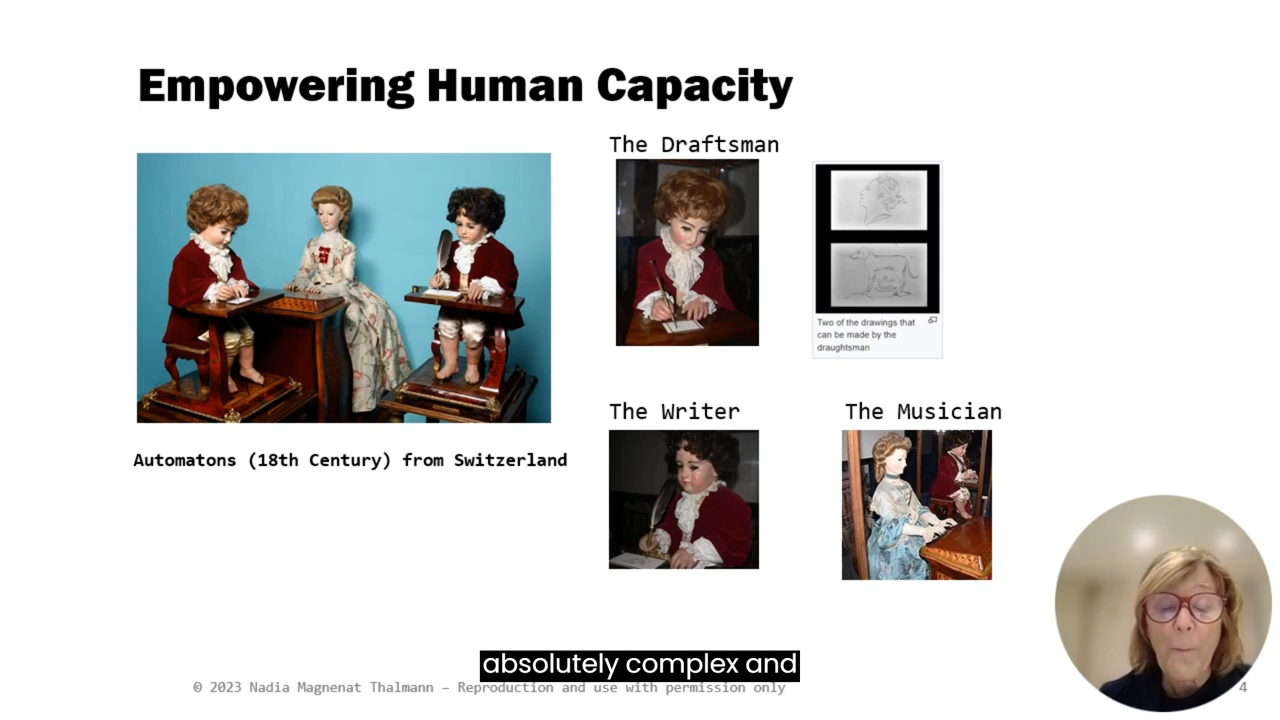 Empowering Human Capacity
The Draftsman
Two of the drawings that
can be made by the
draughtsman
The Writer
The Musician
Automatons (18th Century) from Switzerland
absolutely complex and
© 2023 Nadia Magnenat Thalmann – Reproduction and use with permission only
4